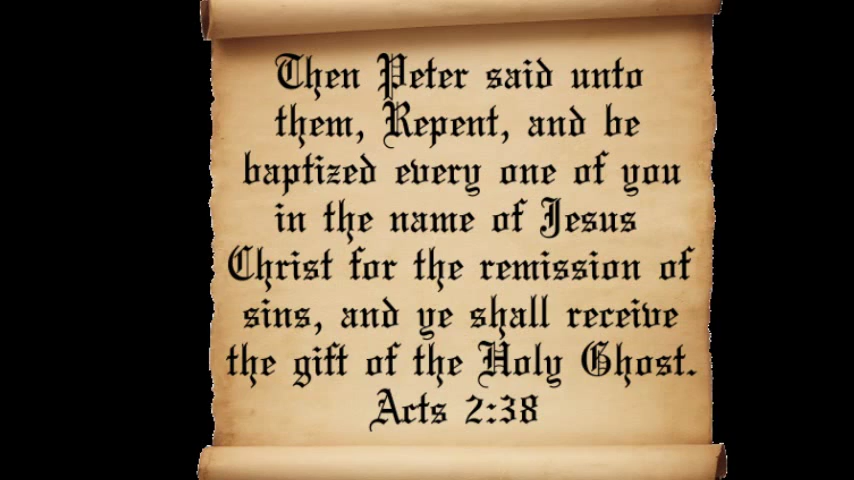 Then Peter said unto
them, Repent, and be
baptized every one of you
in the name of Jesus
Christ for the remission of
sins, and ye shall receive
the gift of the Holy Ghost.
Acts 2:38